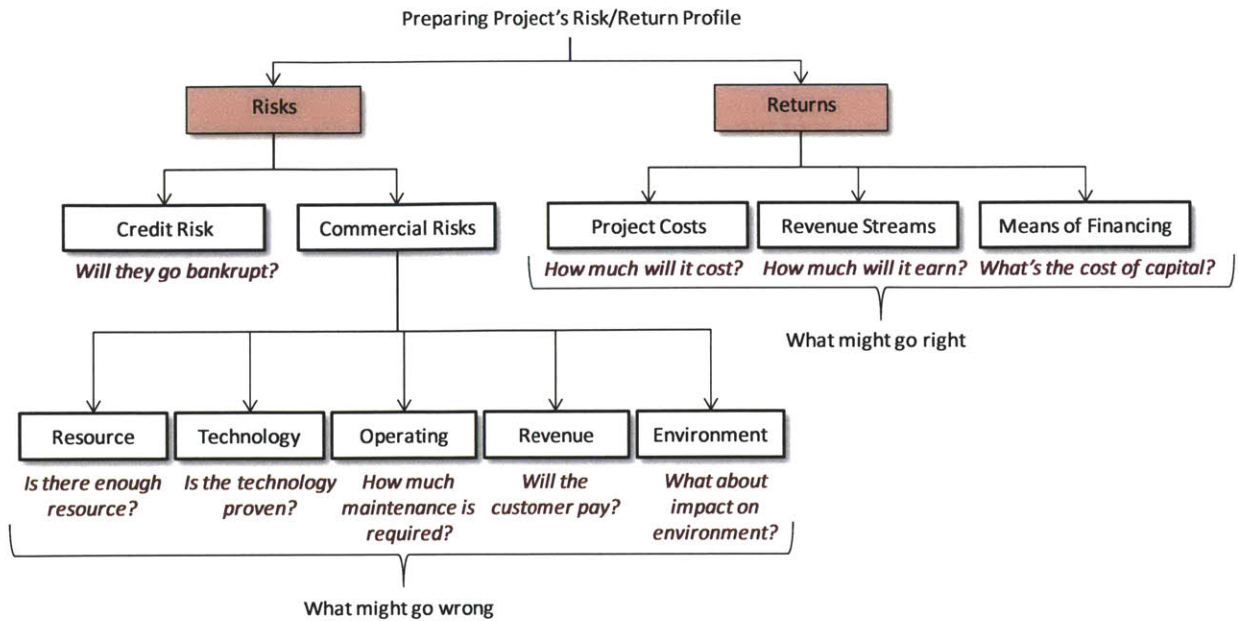 Preparing Project's Risk/Return Profile
Risks
Returns
Credit Risk
Commercial Risks
Project Costs
Revenue Streams
Means of Financing
Will they go bankrupt?
How much will it cost?
How much will it earn?
What's the cost of capital?
What might go right
Resource
Technology
Operating
Revenue
Environment
Is there enough
resource?
Is the technology
proven?
How much
maintenance is
required?
Will the
customer pay?
What about
impact on
environment?
What might go wrong